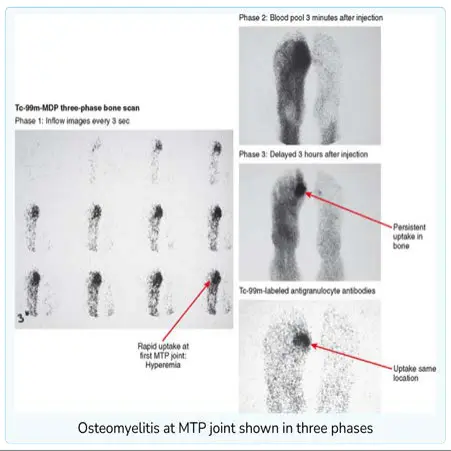 Tc-99m-MDP three-phase bone scan
Phase 1: Inflow images every 3 sec
3
Rapid uptake at
first MTP joint:
Hyperemia
Phase 2: Blood pool 3 minutes after injection
Phase 3: Delayed 3 hours after injection
Persistent
uptake in
bone
Tc-99m-labeled antigranulocyte antibodies
Uptake same
location
Osteomyelitis at MTP joint shown in three phases